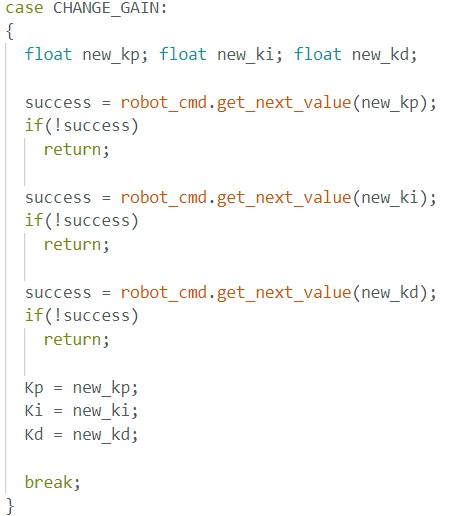 case CHANGE_GAIN:
{
float new_kp; float new_ki; float new_kd;
success = robot_cmd.get_next_value(new_kp);
if(!success)
return;
success = robot_cmd.get_next_value(new_ki);
if(!success)
return;
success = robot_cmd.get_next_value(new_kd);
if(!success)
return;
Kp = new_kp;
Ki = new_ki;
Kd = new_kd;
break;
}